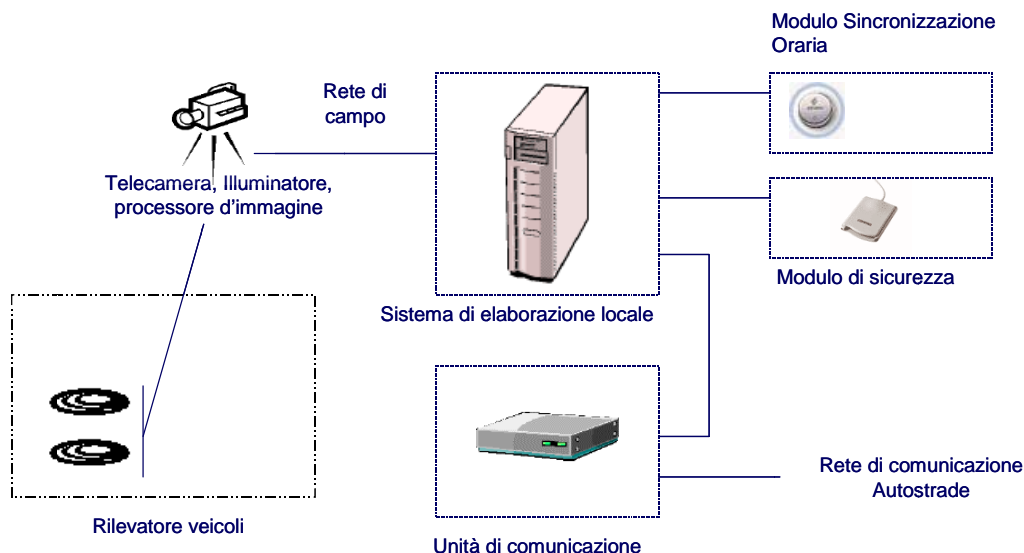 Modulo Sincronizzazione
Oraria
Rete di
campo
Telecamera, Illuminatore,
processore d'immagine
Modulo di sicurezza
Sistema di elaborazione locale
Rete di comunicazione
Autostrade
Rilevatore veicoli
Unità di comunicazione